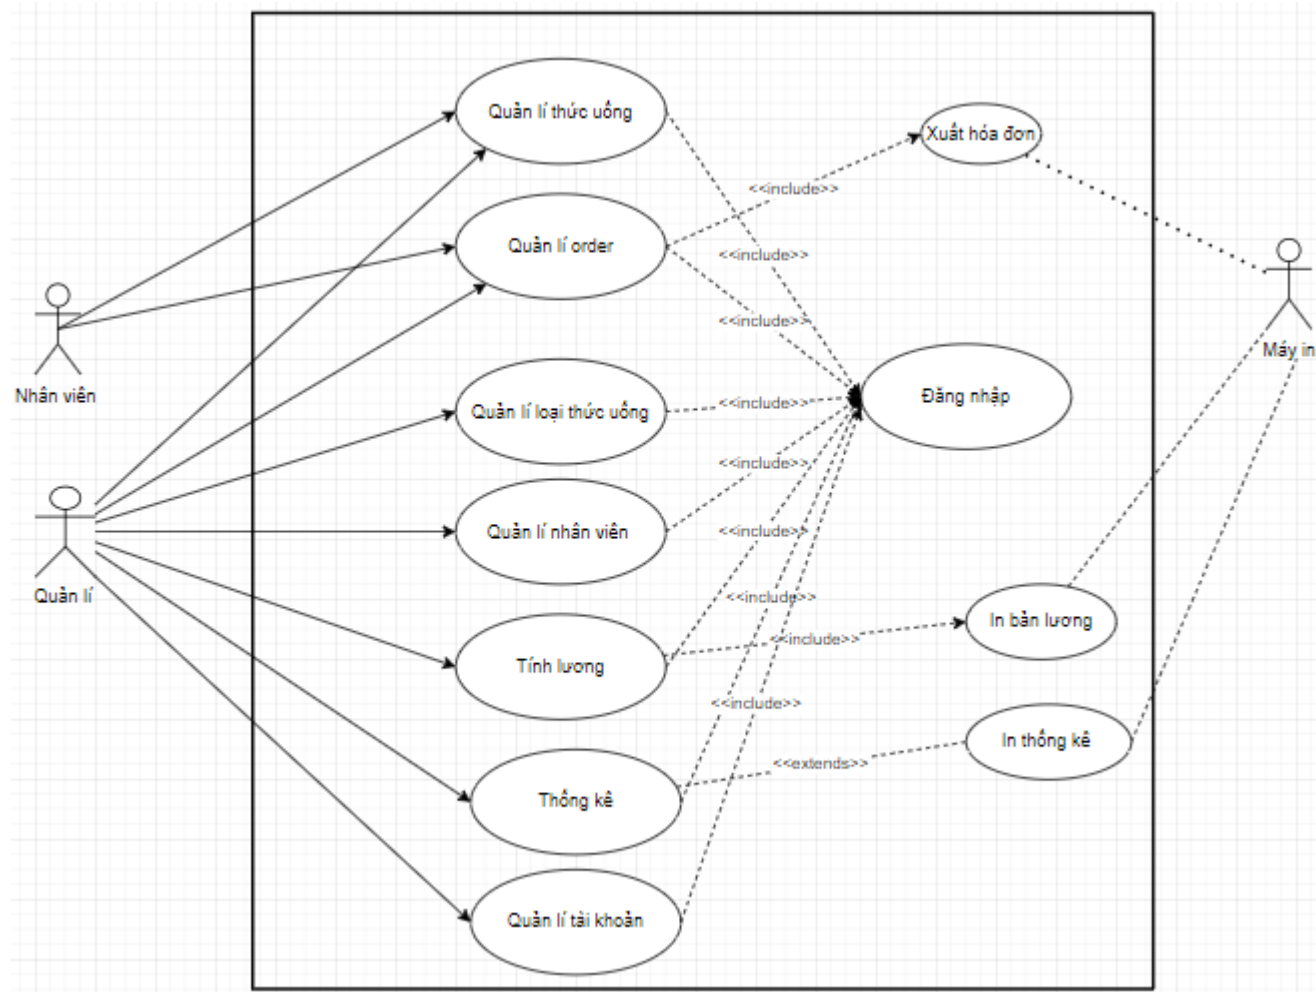 Quản lí thức uống
Xuất hóa đơn
<<include>>
Quản lí order
<<include>>
<<include>>
Máy in
Nhân viên
Đăng nhập
Quản lí loại thức uống
<<include>>
<<include>>
Quản lí nhân viên
<<include>>
Quản lí
<<include>>
In bản lương
<<include>>
Tính lương
<<include>>
In thống kê
<<extends>>
Thống kê
Quản lí tài khoản